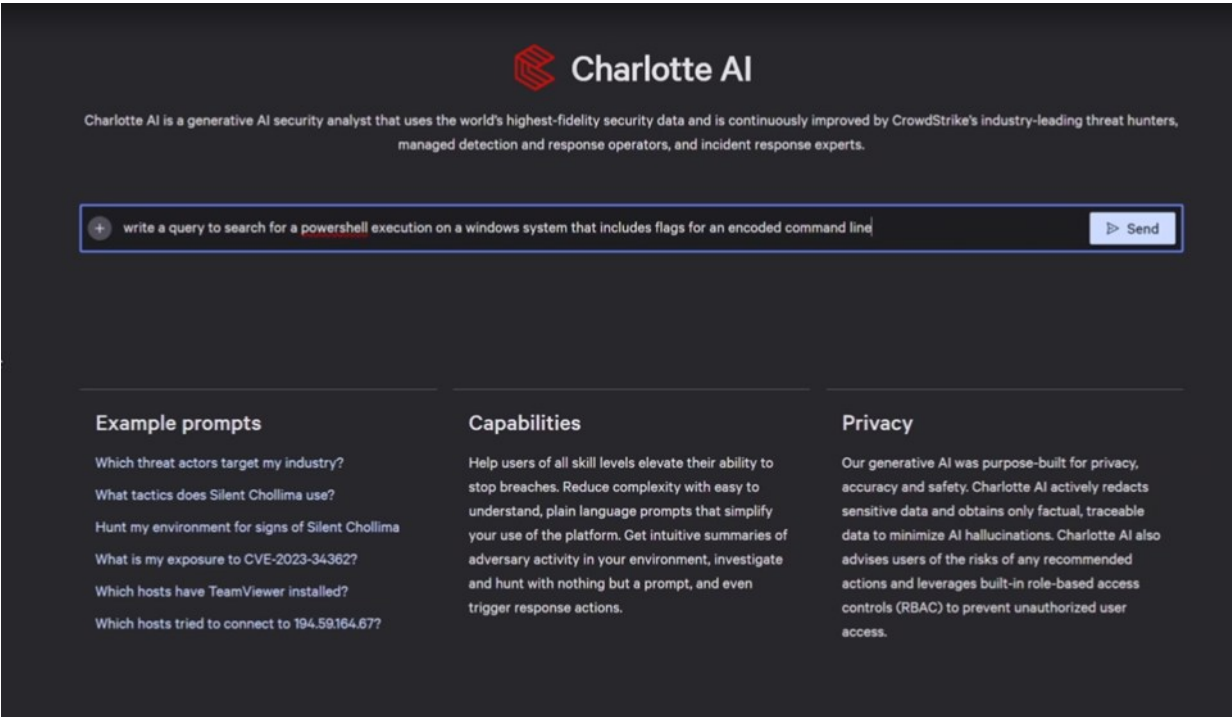 Charlotte AI
Charlotte AI is a generative AI security analyst that uses the world's highest-fidelity security data and is continuously improved by CrowdStrike's industry-leading threat hunters,
managed detection and response operators, and incident response experts.
write a query to search for a powershell execution on a windows system that includes flags for an encoded command line
Send
Example prompts
Which threat actors target my industry?
What tactics does Silent Chollima use?
Hunt my environment for signs of Silent Chollima
What is my exposure to CVE-2023-34362?
Which hosts have TeamViewer installed?
Which hosts tried to connect to 194.59.164.67?
Capabilities
Help users of all skill levels elevate their ability to
stop breaches. Reduce complexity with easy to
understand, plain language prompts that simplify
your use of the platform. Get intuitive summaries of
adversary activity in your environment, investigate
and hunt with nothing but a prompt, and even
trigger response actions.
Privacy
Our generative AI was purpose-built for privacy,
accuracy and safety. Charlotte AI actively redacts
sensitive data and obtains only factual, traceable
data to minimize AI hallucinations. Charlotte AI also
advises users of the risks of any recommended
actions and leverages built-in role-based access
controls (RBAC) to prevent unauthorized user
access.